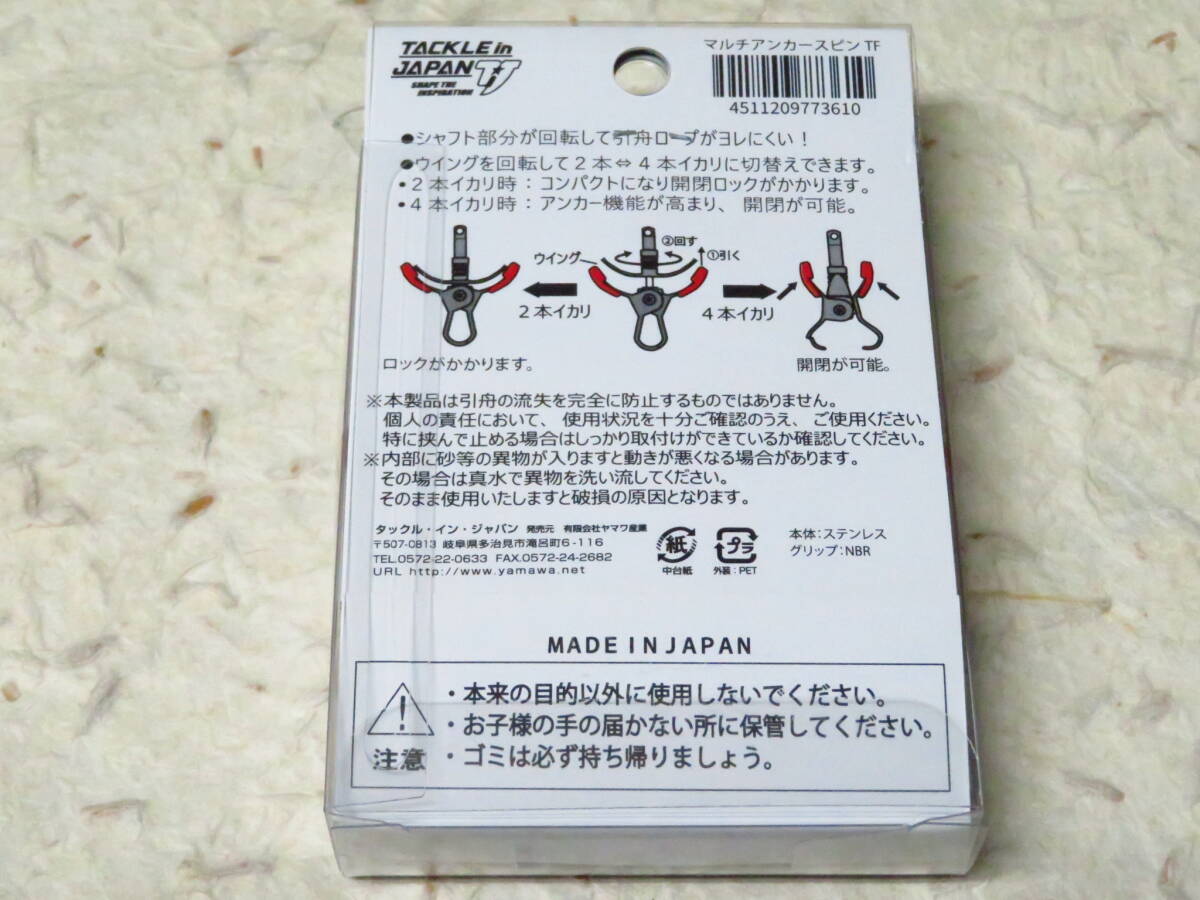 TACKLE in
JAPAN TJ
SHAPE THE
INSPIRATION
マルチアンカースピン TF
4511209773610
●シャフト部分が回転して引舟ロープがヨレにくい！
●ウイングを回転して2本⇔4本イカリに切替えできます。
・2本イカリ時：コンパクトになり開閉ロックがかかります。
・4本イカリ時：アンカー機能が高まり、開閉が可能。
ウイング
②回す
①引く
2本イカリ
4本イカリ
ロックがかかります。
開閉が可能。
※本製品は引舟の流失を完全に防止するものではありません。
個人の責任において、使用状況を十分ご確認のうえ、ご使用ください。
特に挟んで止める場合はしっかり取付けができているか確認してください。
※内部に砂等の異物が入りますと動きが悪くなる場合があります。
その場合は真水で異物を洗い流してください。
そのまま使用いたしますと破損の原因となります。
タックル・イン・ジャパン 発売元 有限会社ヤマワ産業
〒507-0813 岐阜県多治見市滝呂町6-116
TEL.0572-22-0633 FAX.0572-24-2682
URL http://www.yamawa.net
紙
中台紙
プラ
外装：PET
本体：ステンレス
グリップ：NBR
MADE IN JAPAN
注意
・本来の目的以外に使用しないでください。
・お子様の手の届かない所に保管してください。
・ゴミは必ず持ち帰りましょう。